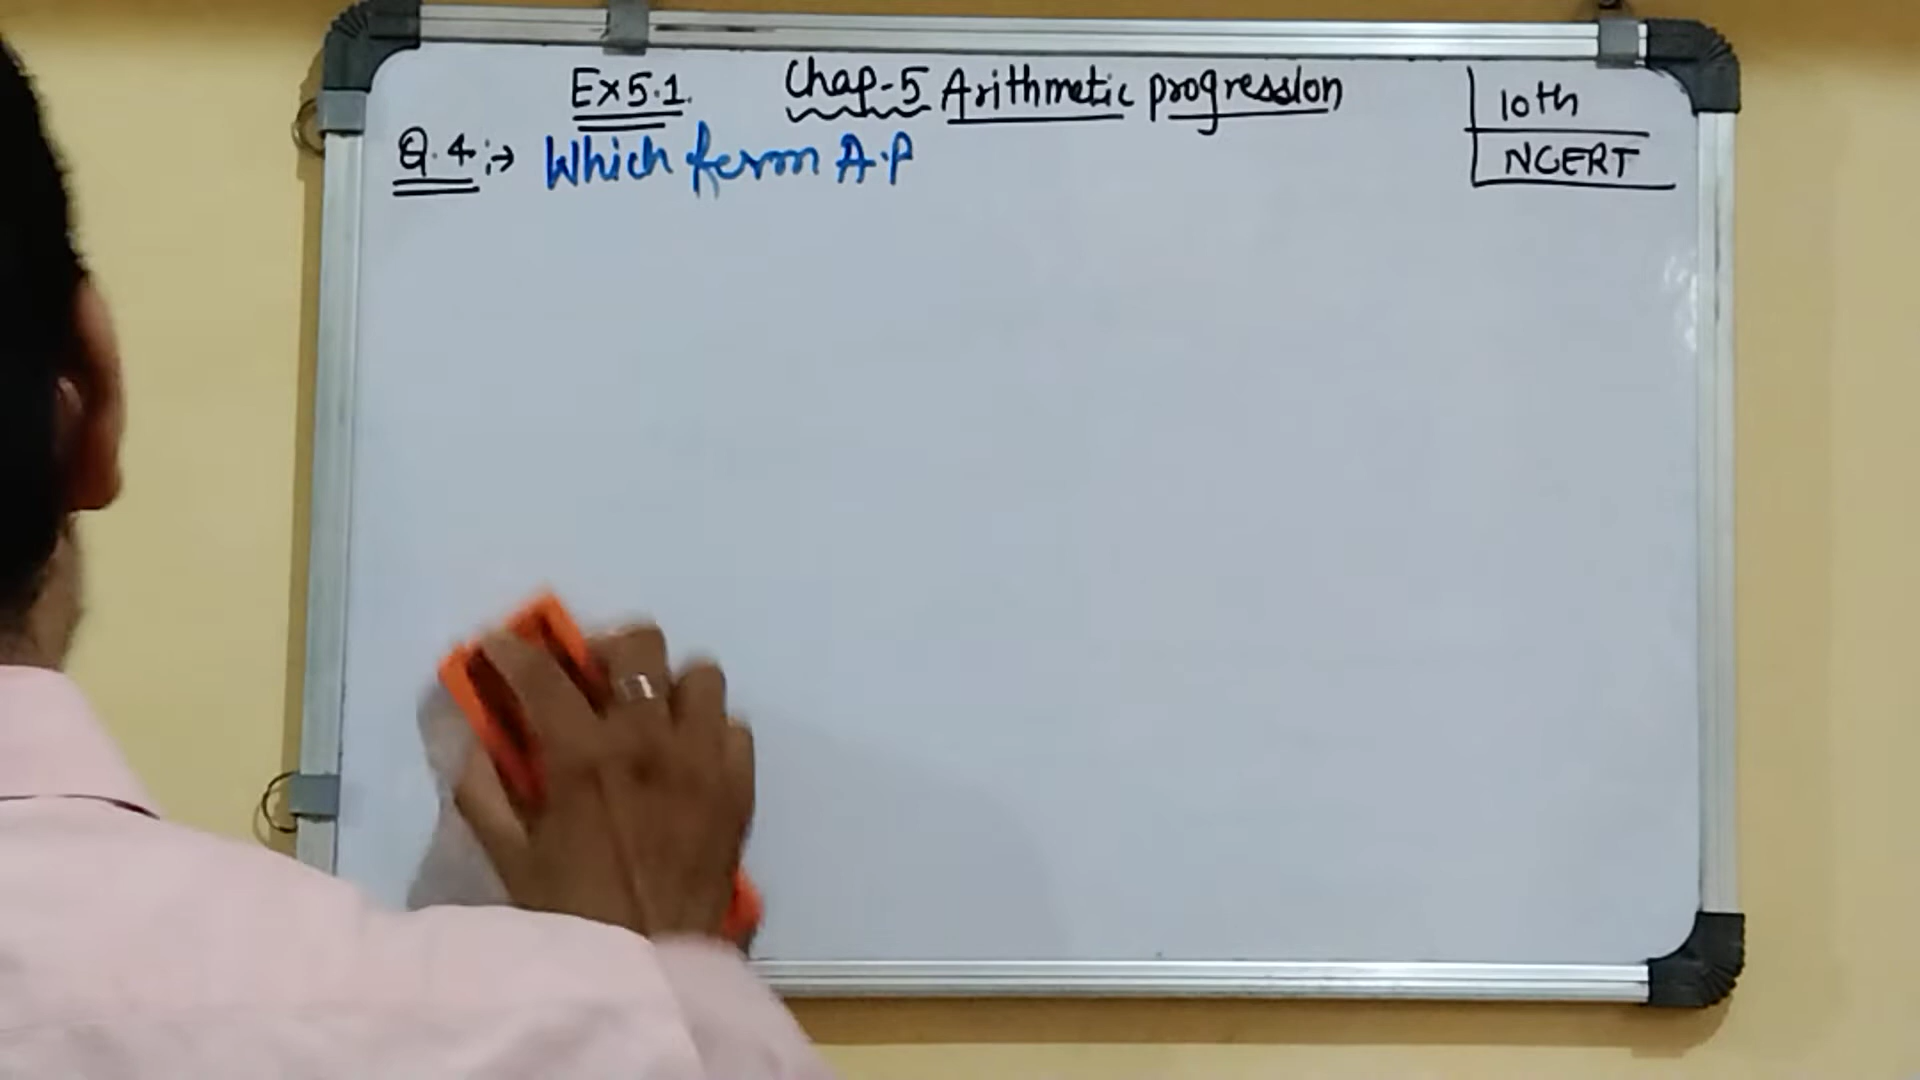 Ex 5.1. Chap-5 Arithmetic progression
10th
NCERT
Q.4:→ Which form A.P